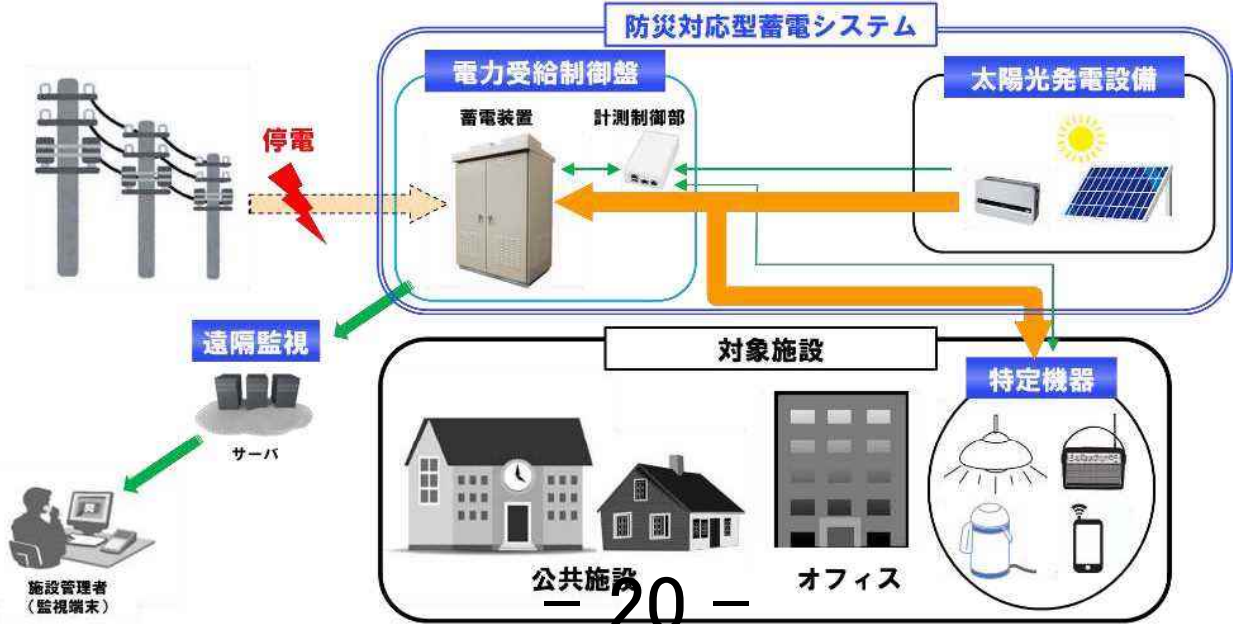 防災対応型蓄電システム
電力受給制御盤
太陽光発電設備
蓄電装置
計測制御部
停電
遠隔監視
サーバ
施設管理者
（監視端末）
対象施設
特定機器
公共施設
オフィス
－ 20 －